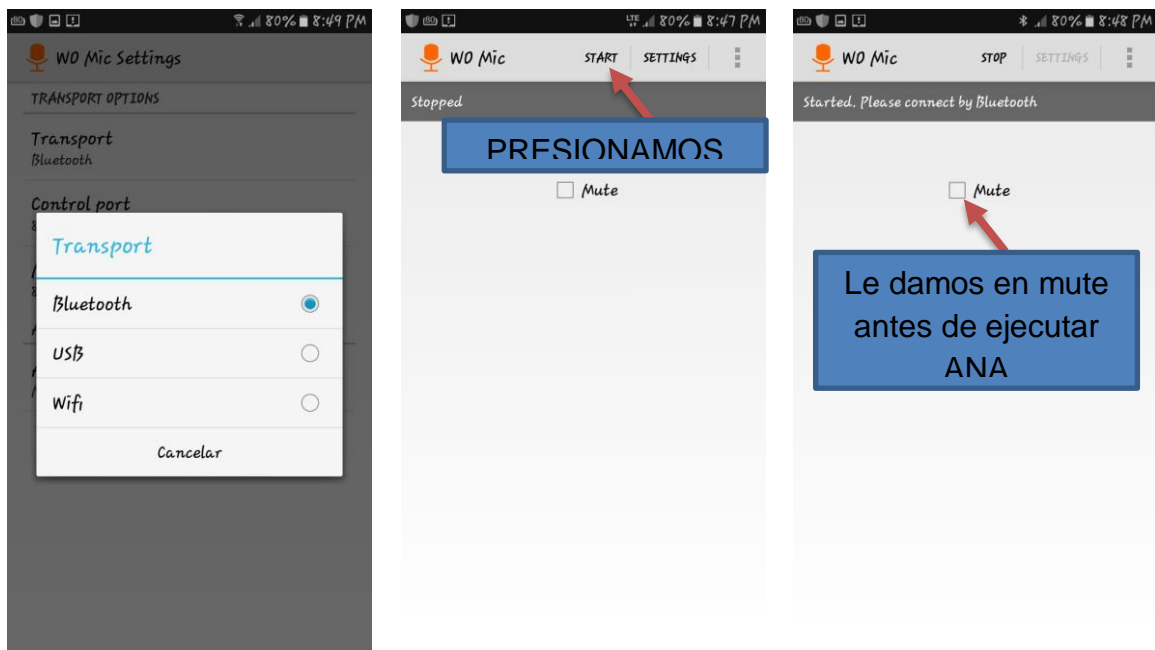 80% 8:49 PM
WO Mic Settings
TRANSPORT OPTIONS
Transport
Bluetooth
Control port
Transport
Bluetooth
USB
Wifi
Cancelar
LTE 80% 8:47 PM
WO Mic START SETTINGS
Stopped
PRESIONAMOS
Mute
80% 8:48 PM
WO Mic STOP SETTINGS
Started. Please connect by Bluetooth
Mute
Le damos en mute
antes de ejecutar
ANA